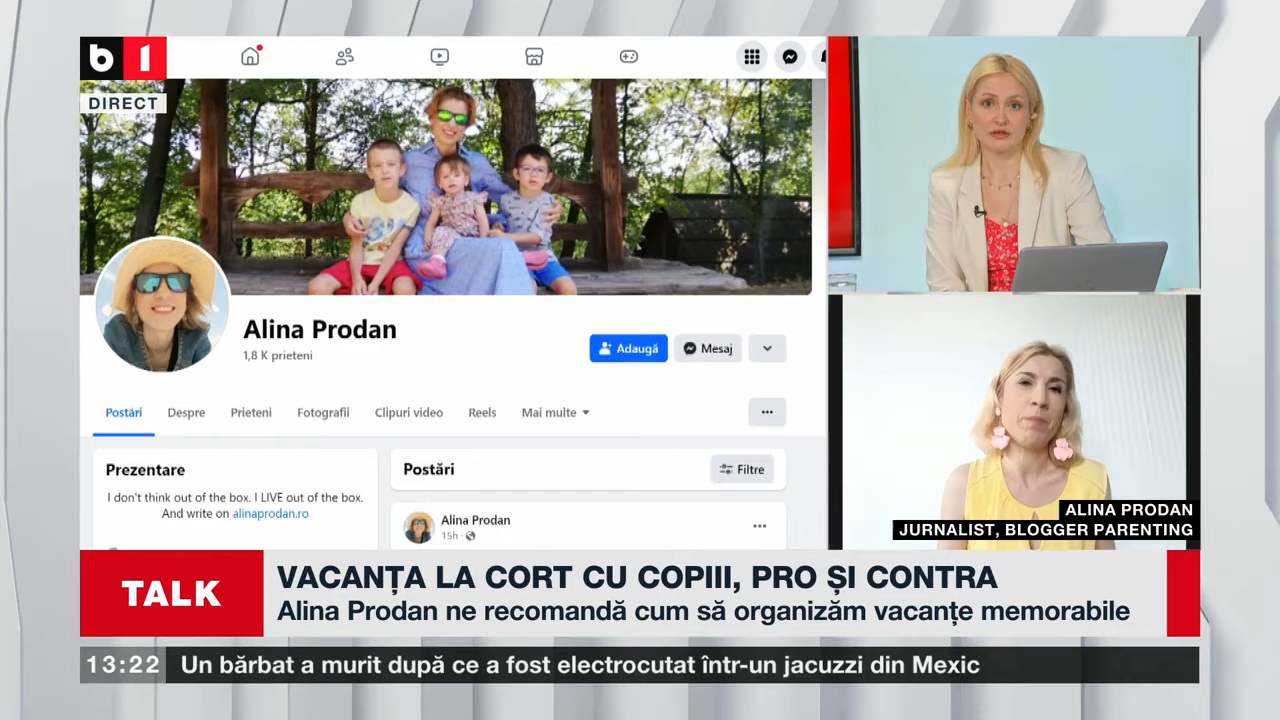 b1
DIRECT
Alina Prodan
1,8 K prieteni
Adaugă
Mesaj
Postări
Despre
Prieteni
Fotografii
Clipuri video
Reels
Mai multe
Prezentare
I don't think out of the box. I LIVE out of the box.
And write on alinaprodan.ro
Postări
Filtre
Alina Prodan
15h
ALINA PRODAN
JURNALIST, BLOGGER PARENTING
TALK
VACANȚA LA CORT CU COPIII, PRO ȘI CONTRA
Alina Prodan ne recomandă cum să organizăm vacanțe memorabile
13:22 Un bărbat a murit după ce a fost electrocutat într-un jacuzzi din Mexic